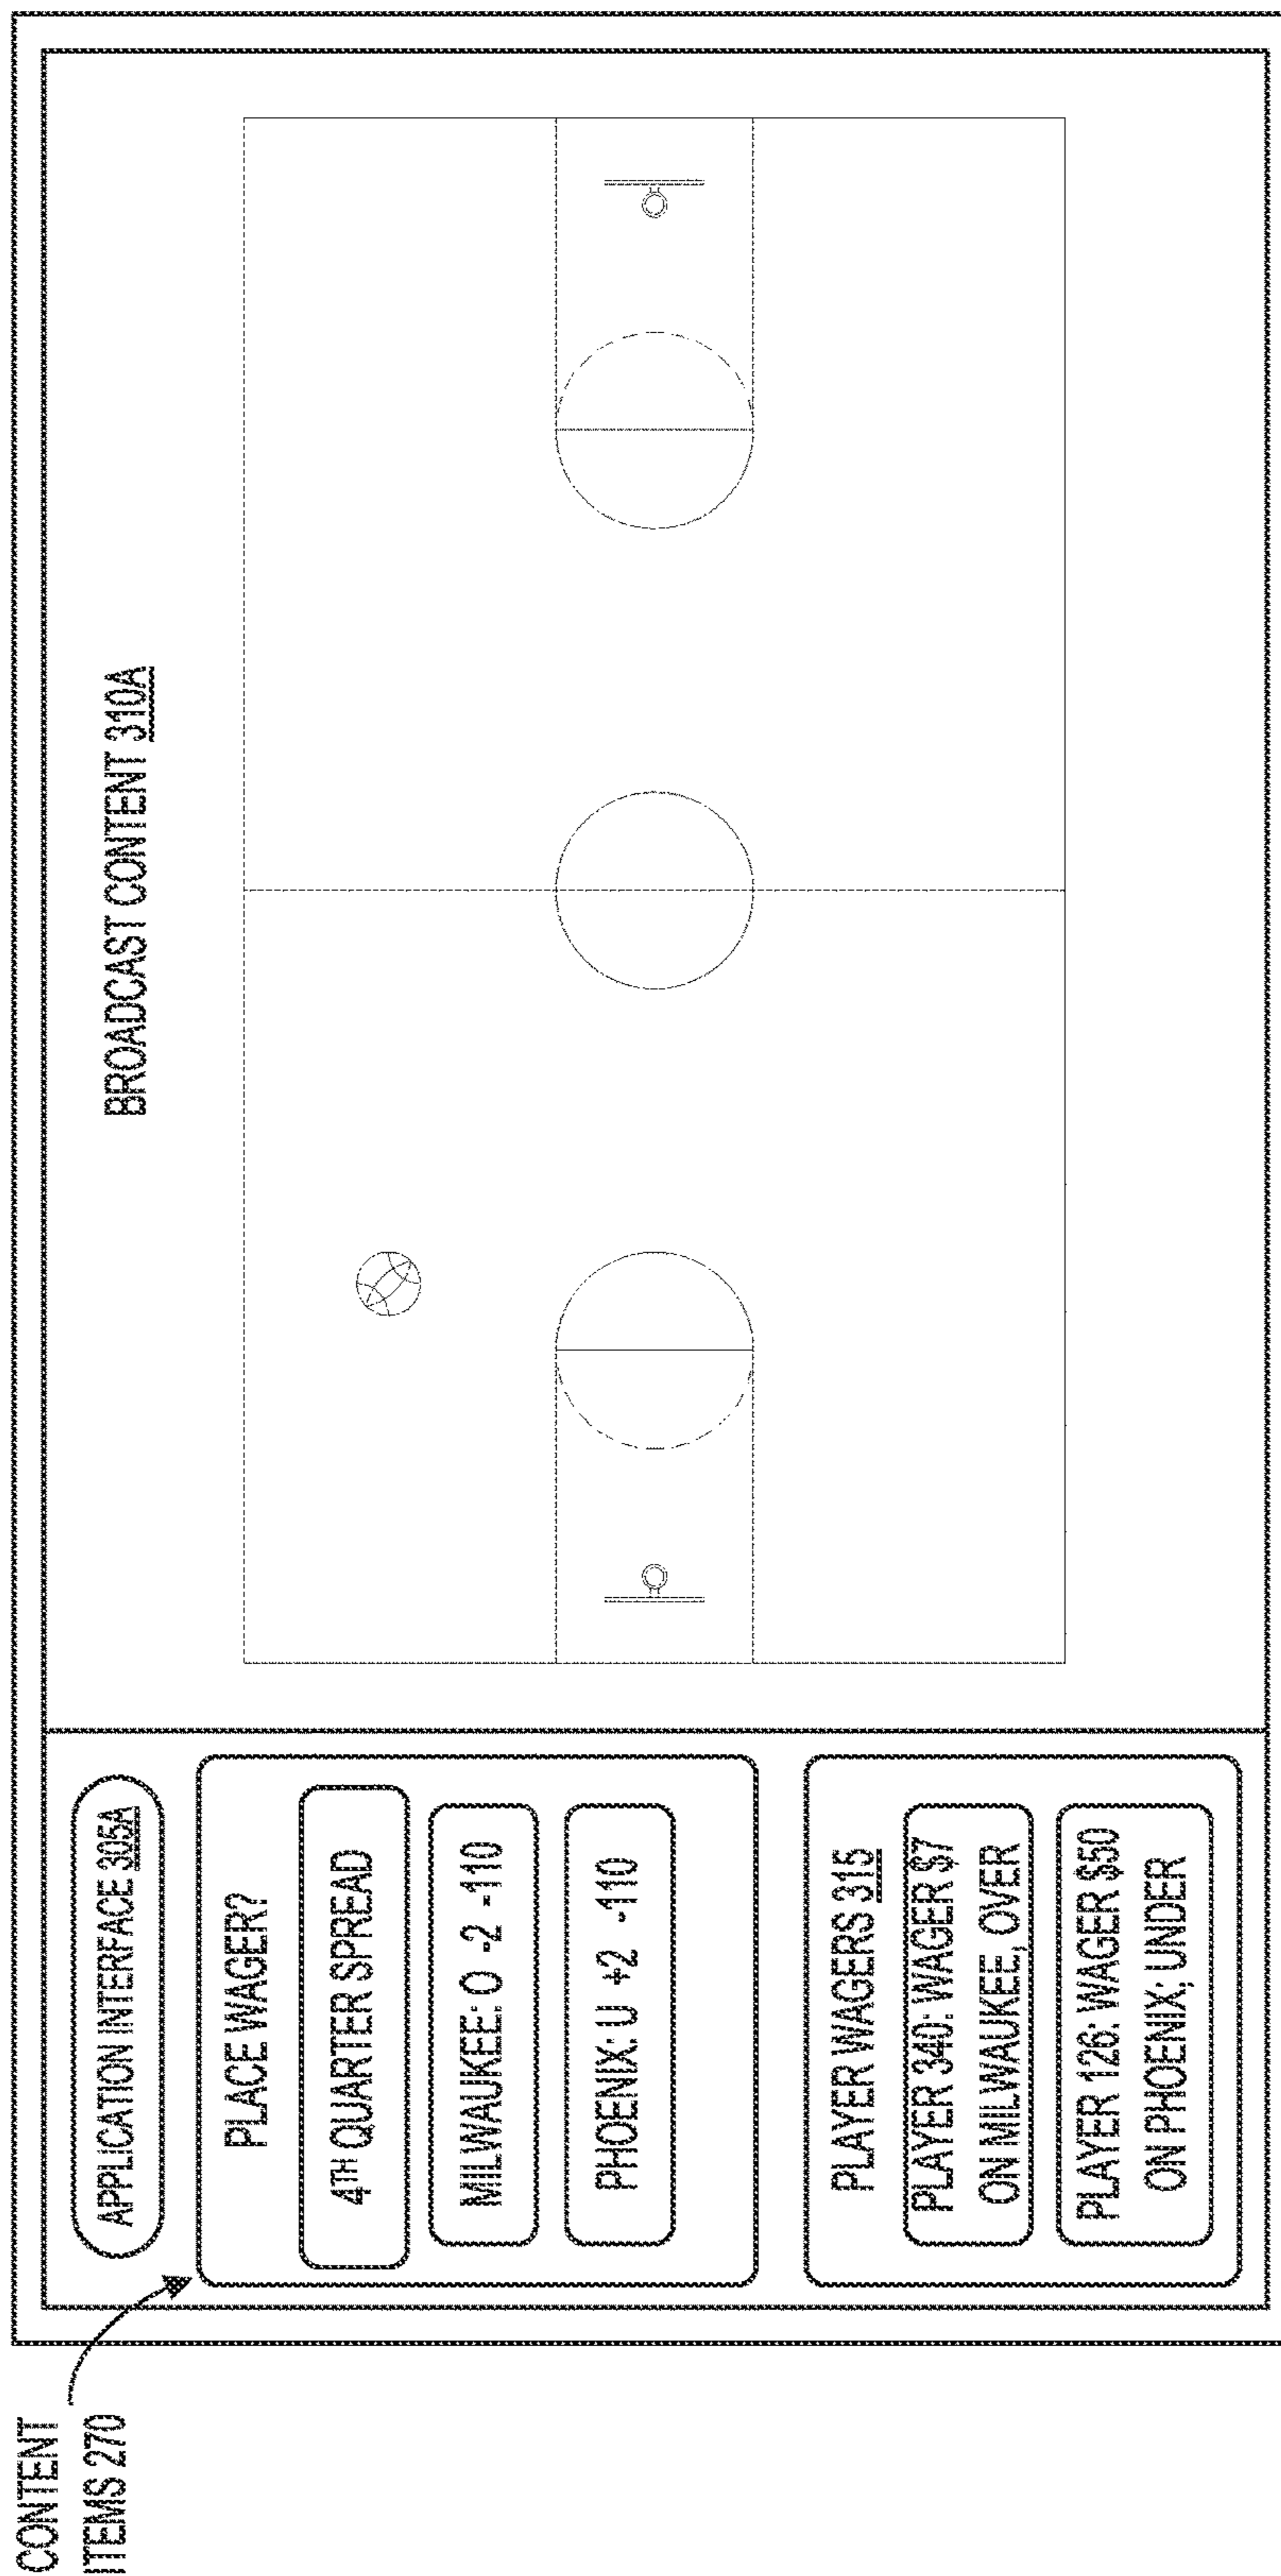 CONTENT
ITEMS 270
APPLICATION INTERFACE 305A
BROADCAST CONTENT 310A
PLACE WAGER?
4TH QUARTER SPREAD
MILWAUKEE: O -2 -110
PHOENIX: U +2 -110
PLAYER WAGERS 315
PLAYER 340: WAGER $7
ON MILWAUKEE, OVER
PLAYER 126: WAGER $50
ON PHOENIX; UNDER